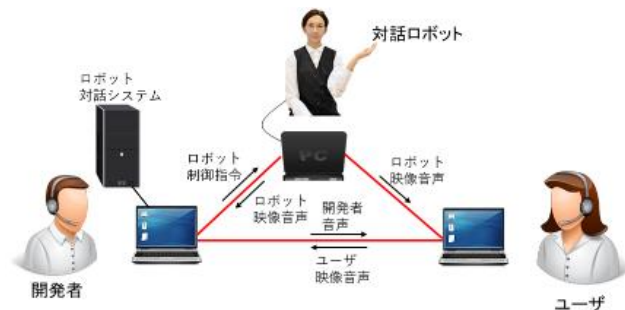 対話ロボット
ロボット
対話システム
PC
ロボット
制御指令
ロボット
映像音声
ロボット
映像音声
開発者
音声
ユーザ
映像音声
開発者
ユーザ